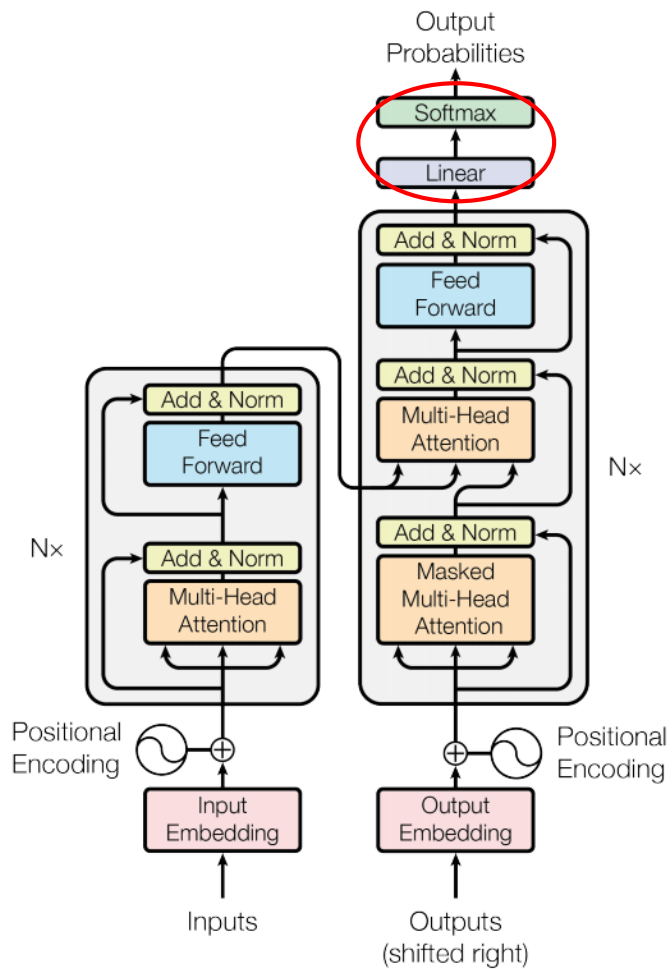 Output
Probabilities
Softmax
Linear
Add & Norm
Feed
Forward
Add & Norm
Multi-Head
Attention
Nx
Add & Norm
Masked
Multi-Head
Attention
Add & Norm
Feed
Forward
Nx
Add & Norm
Multi-Head
Attention
Positional
Encoding
Positional
Encoding
Input
Embedding
Output
Embedding
Inputs
Outputs
(shifted right)